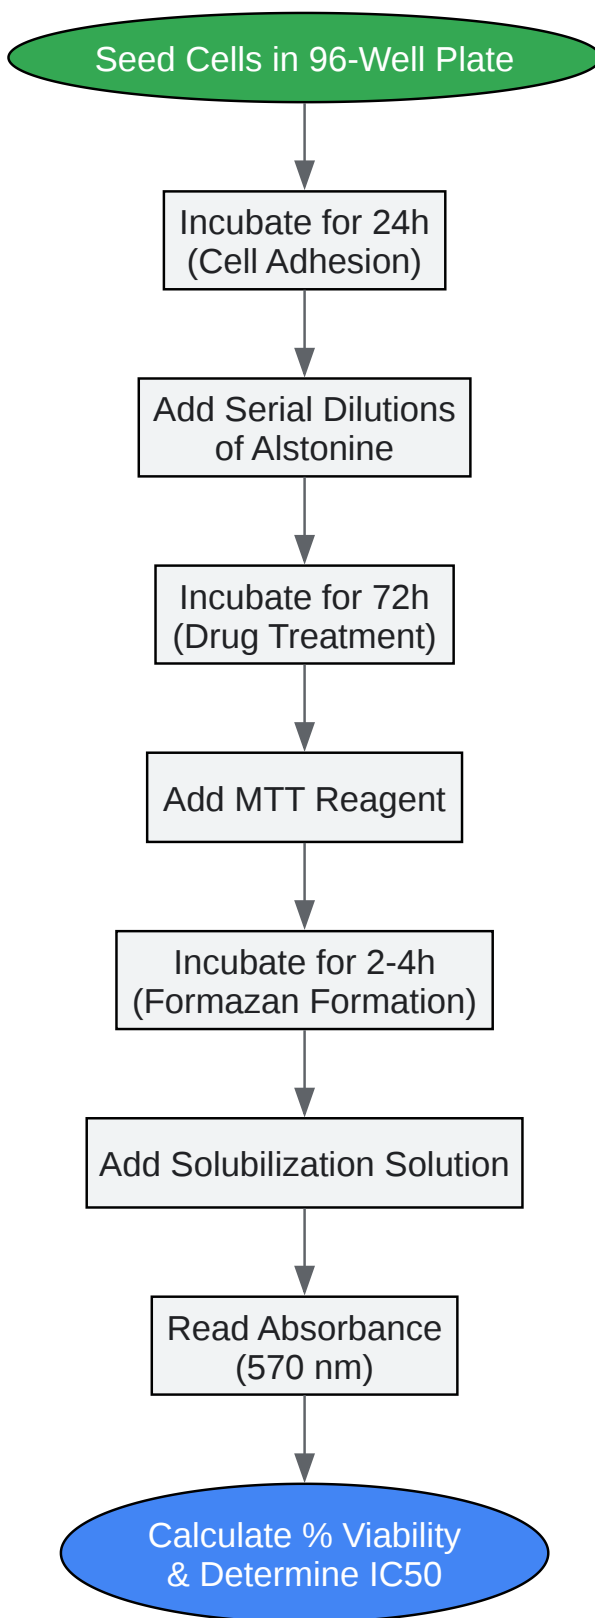 Seed Cells in 96-Well Plate
Incubate for 24h
(Cell Adhesion)
Add Serial Dilutions
of Alstonine
Incubate for 72h
(Drug Treatment)
Add MTT Reagent
Incubate for 2-4h
(Formazan Formation)
Add Solubilization Solution
Read Absorbance
(570 nm)
Calculate % Viability
& Determine IC50